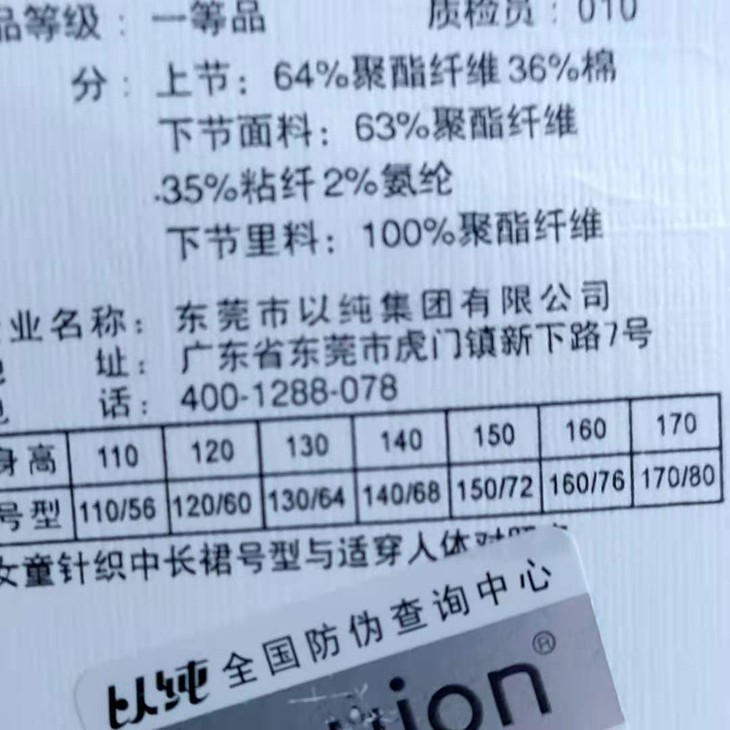 品等级：一等品 质检员：010
分：上节：64%聚酯纤维36%棉
下节面料：63%聚酯纤维
35%粘纤2%氨纶
下节里料：100%聚酯纤维
业名称：东莞市以纯集团有限公司
址：广东省东莞市虎门镇新下路7号
话：400-1288-078
身高 110 120 130 140 150 160 170
号型 110/56 120/60 130/64 140/68 150/72 160/76 170/80
女童针织中长裙号型与适穿人体对照
以纯 全国防伪查询中心
ion®